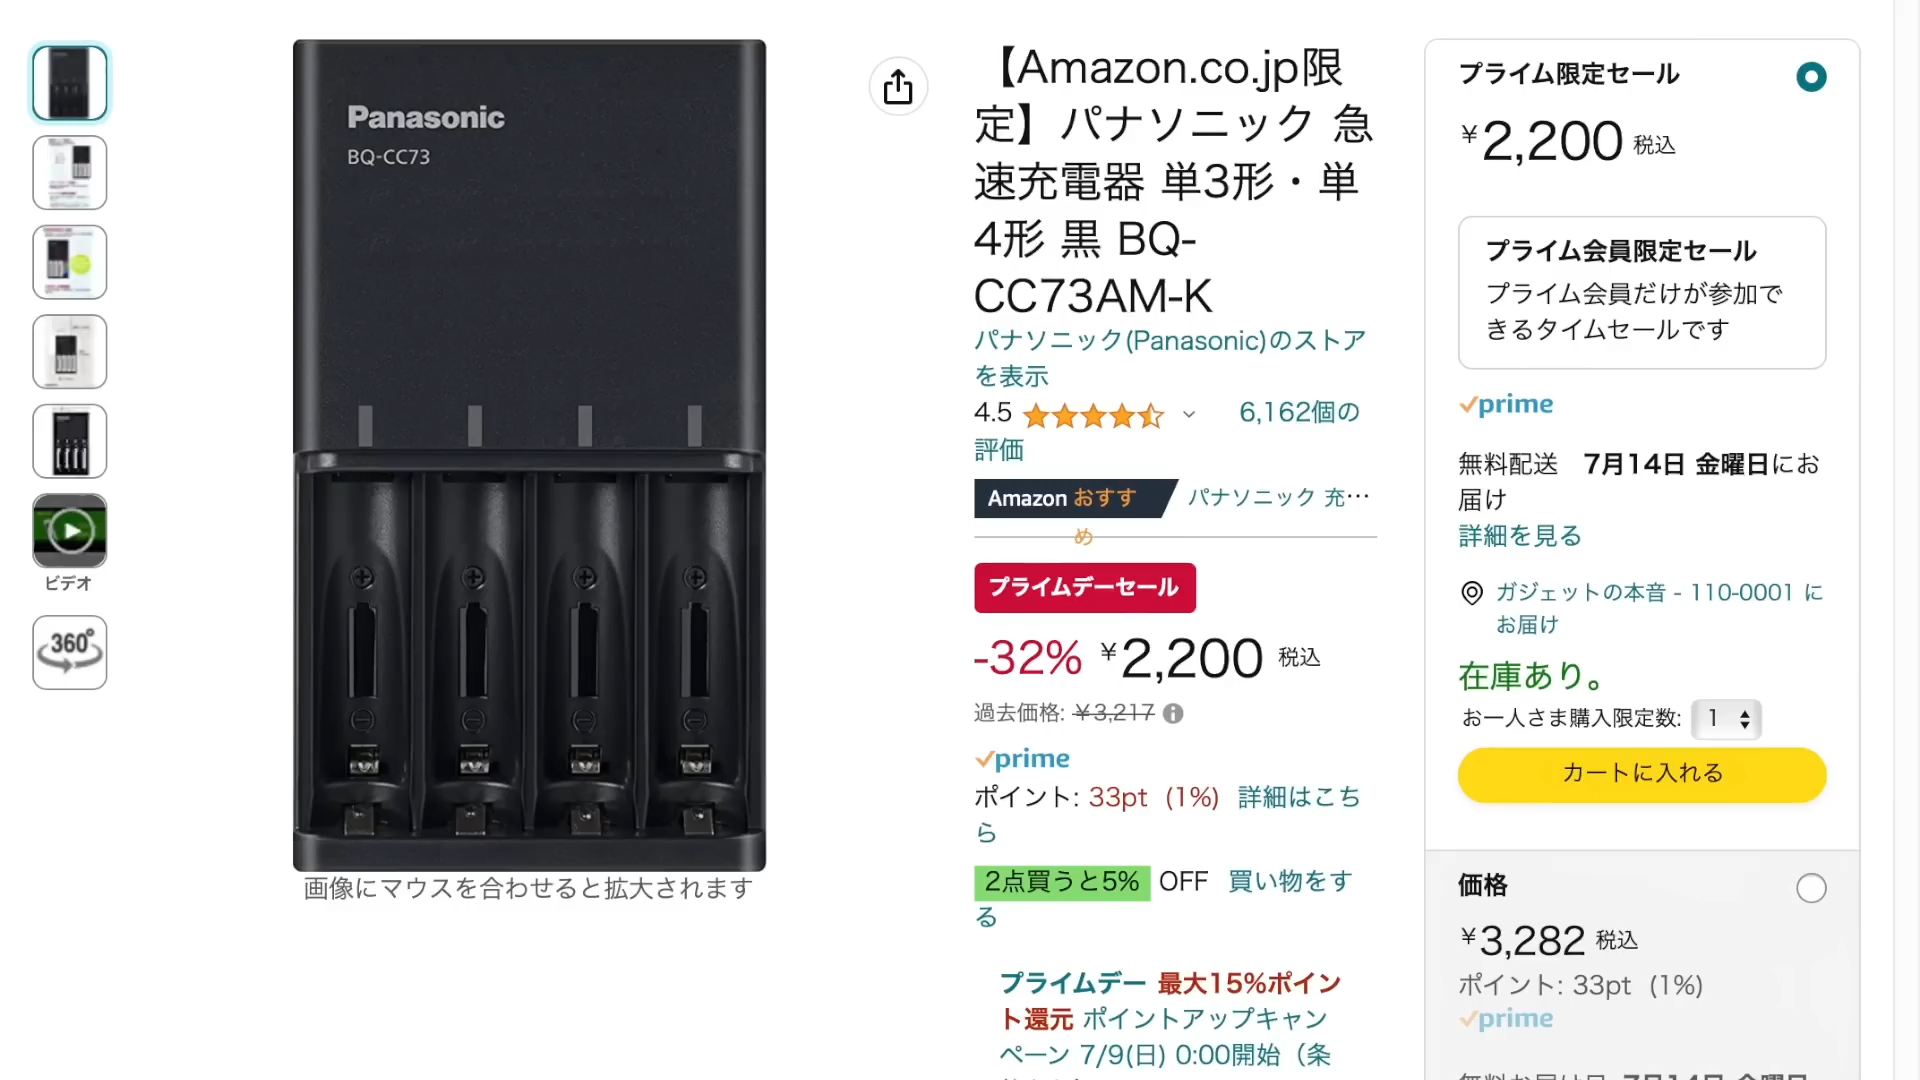 Panasonic
BQ-CC73
ビデオ
360°
画像にマウスを合わせると拡大されます
【Amazon.co.jp限
定】パナソニック 急
速充電器 単3形・単
4形 黒 BQ-
CC73AM-K
パナソニック(Panasonic)のストア
を表示
4.5
6,162個の
評価
Amazon おすす
め
パナソニック 充…
プライムデーセール
-32% ￥2,200 税込
過去価格: ￥3,217
prime
ポイント: 33pt (1%) 詳細はこち
ら
2点買うと5% OFF 買い物をす
る
プライムデー 最大15%ポイン
ト還元 ポイントアップキャン
ペーン 7/9(日) 0:00開始（条
プライム限定セール
￥2,200 税込
プライム会員限定セール
プライム会員だけが参加で
きるタイムセールです
prime
無料配送 7月14日 金曜日にお
届け
詳細を見る
ガジェットの本音 - 110-0001 に
お届け
在庫あり。
お一人さま購入限定数: 1
カートに入れる
価格
￥3,282 税込
ポイント: 33pt (1%)
prime